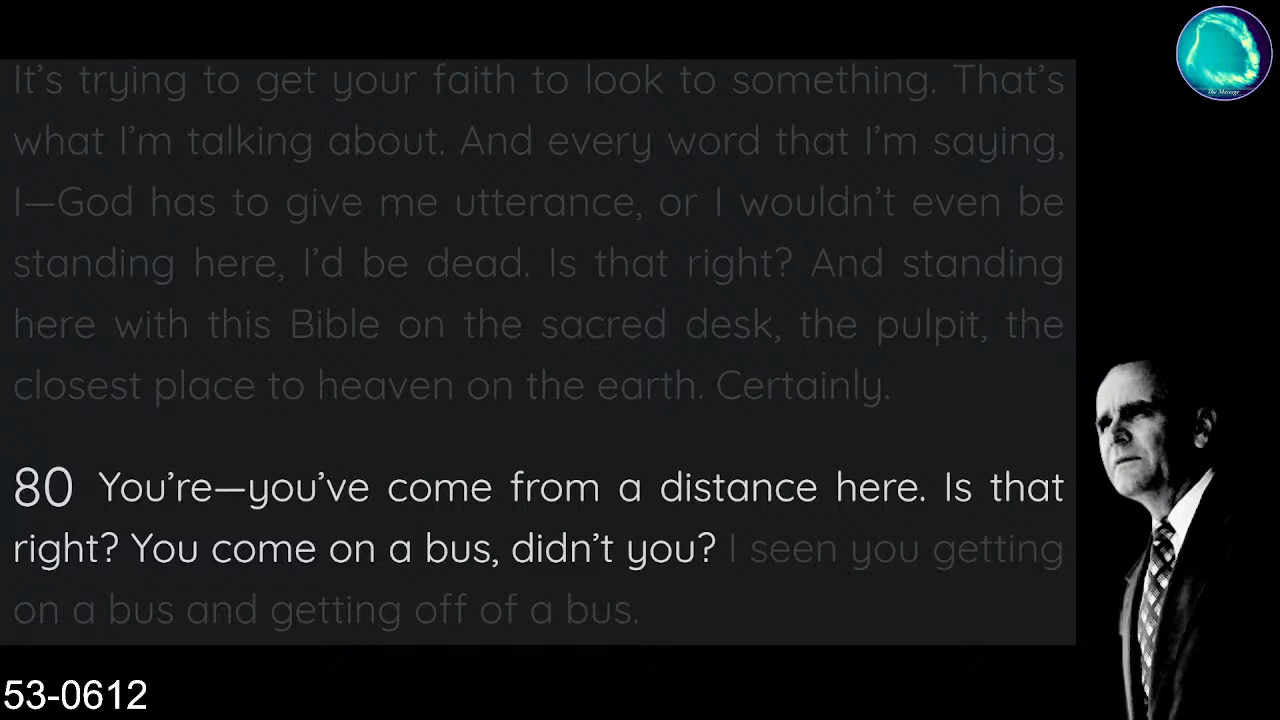 It’s trying to get your faith to look to something. That’s
what I’m talking about. And every word that I’m saying,
I—God has to give me utterance, or I wouldn’t even be
standing here, I’d be dead. Is that right? And standing
here with this Bible on the sacred desk, the pulpit, the
closest place to heaven on the earth. Certainly.
80 You’re—you’ve come from a distance here. Is that
right? You come on a bus, didn’t you? I seen you getting
on a bus and getting off of a bus.
53-0612
The Message